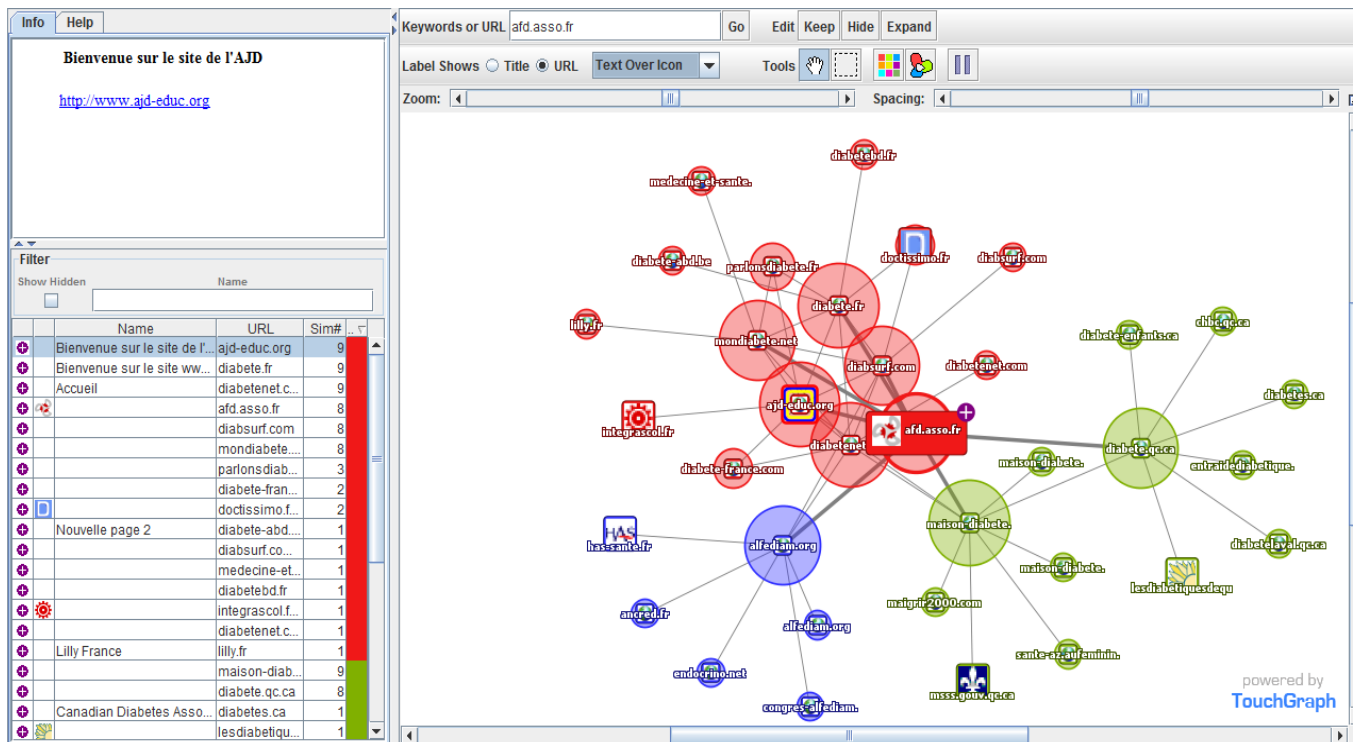 Info Help
Bienvenue sur le site de l'AJD
http://www.ajd-educ.org
Filter
Show Hidden Name
Name URL Sim# ..
Bienvenue sur le site de l'... ajd-educ.org 9
Bienvenue sur le site ww... diabete.fr 9
Accueil diabetenet.c... 9
afd.asso.fr 8
diabsurf.com 8
mondiabete.... 8
parlonsdiab... 3
diabete-fran... 2
doctissimo.f... 2
Nouvelle page 2 diabete-abd.... 1
diabsurf.co... 1
medecine-et... 1
diabetebd.fr 1
integrascol.f... 1
diabetenet.c... 1
Lilly France lilly.fr 1
maison-diab... 9
diabete.qc.ca 8
Canadian Diabetes Asso... diabetes.ca 1
lesdiabetiqu... 1
Keywords or URL afd.asso.fr Go Edit Keep Hide Expand
Label Shows Title URL Text Over Icon Tools
Zoom: Spacing:
diabetebd.fr
medecine-et-sante.
doctissimo.fr
diabsurf.com
diabete-abd.be
parlonsdiabete.fr
diabete.fr
lilly.fr
mondiabete.net
chbc.qc.ca
diabete-enfants.ca
diabsurf.com
diabetenet.com
diabetes.ca
ajd-educ.org
integrascol.fr
afd.asso.fr
diabetenet
diabete.qc.ca
diabete-france.com
maison-diabete.
entraidediabetique.
HAS
has-sante.fr
alfediam.org
maison-diabete.
diabetelaval.qc.ca
maison-diabete.
lesdiabetiquesdequ
maigrir2000.com
ancred.fr
alfediam.org
sante-az.aufeminin.
endocrino.net
msss.gouv.qc.ca
congres-alfediam.
powered by
TouchGraph